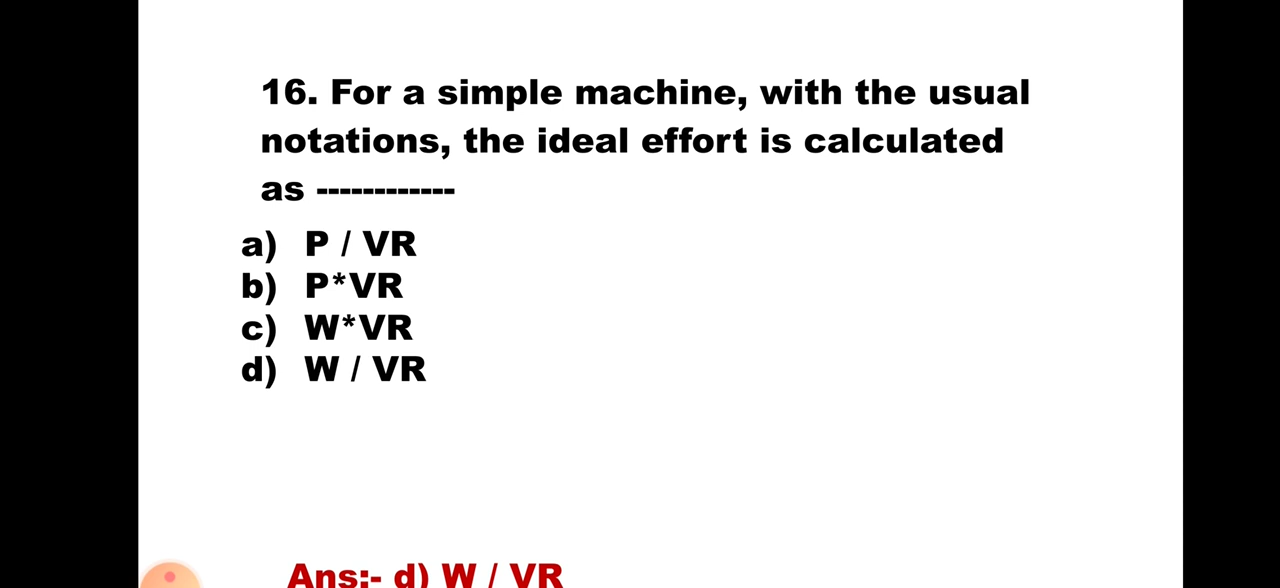 16. For a simple machine, with the usual
notations, the ideal effort is calculated
as ------------
a) P / VR
b) P*VR
c) W*VR
d) W / VR
Ans:- d) W / VR